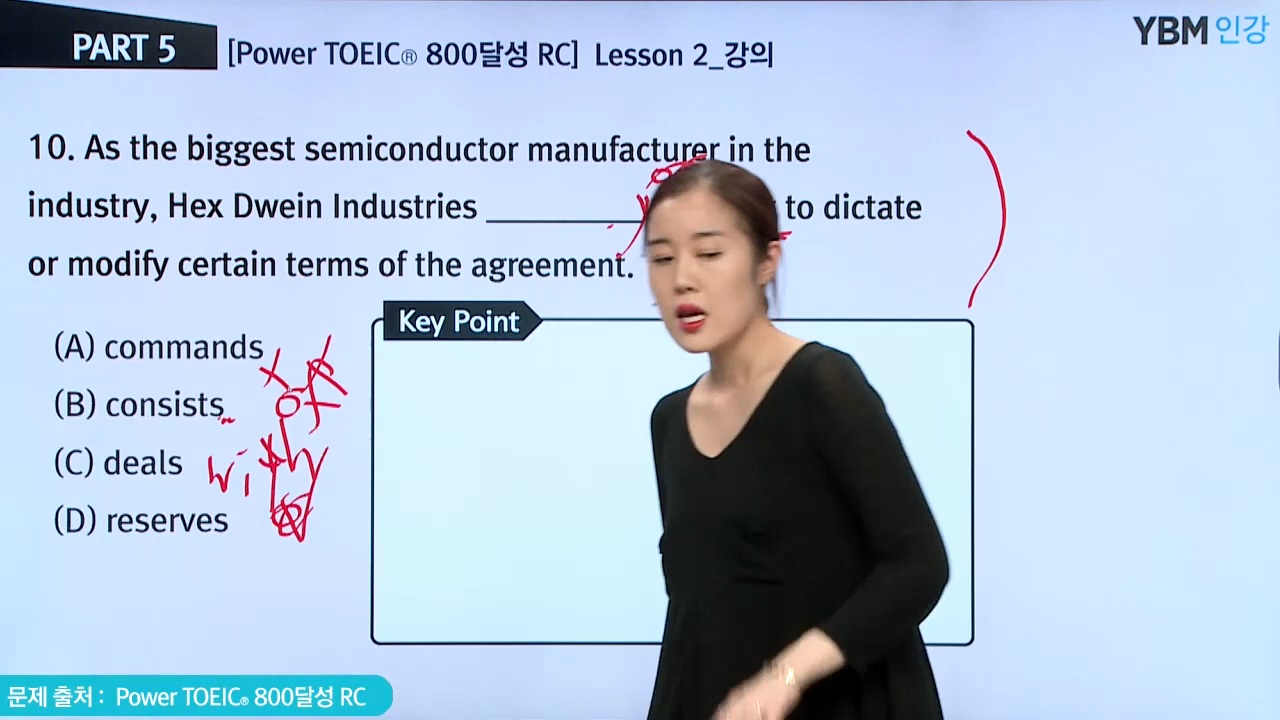 PART 5
[Power TOEIC® 800달성 RC] Lesson 2_강의
YBM 인강
10. As the biggest semiconductor manufacturer in the
industry, Hex Dwein Industries ____________ to dictate
or modify certain terms of the agreement.
Key Point
(A) commands
(B) consists
(C) deals
(D) reserves
문제 출처 : Power TOEIC® 800달성 RC